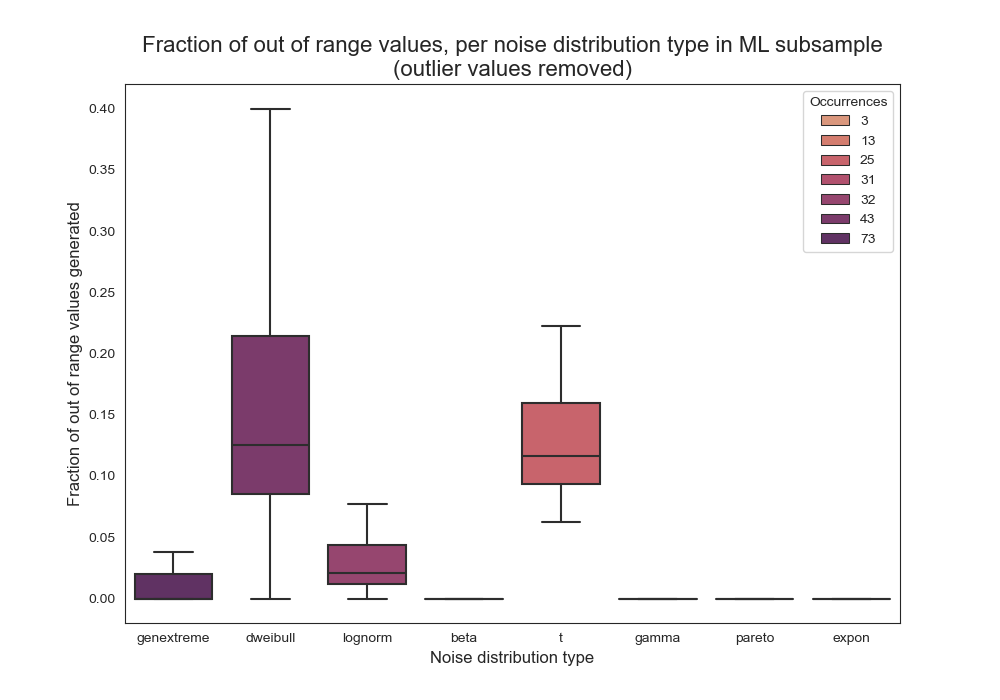 Fraction of out of range values, per noise distribution type in ML subsample
(outlier values removed)
Fraction of out of range values generated
0.40
0.35
0.30
0.25
0.20
0.15
0.10
0.05
0.00
Occurrences
3
13
25
31
32
43
73
genextreme dweibull lognorm beta t gamma pareto expon
Noise distribution type